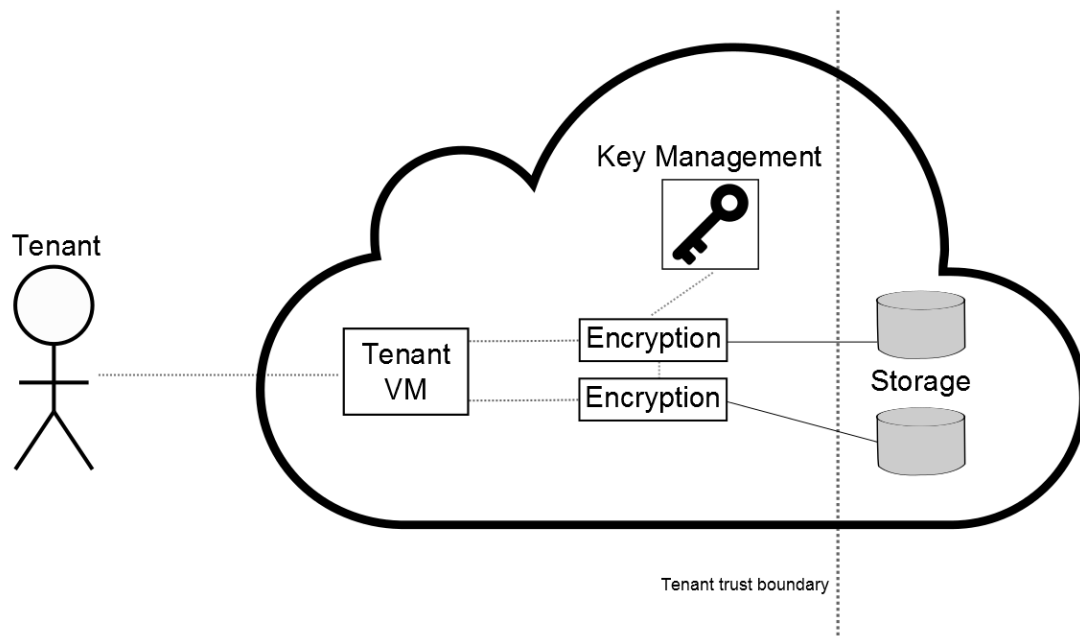 Key Management
Tenant
Tenant
VM
Encryption
Encryption
Storage
Tenant trust boundary